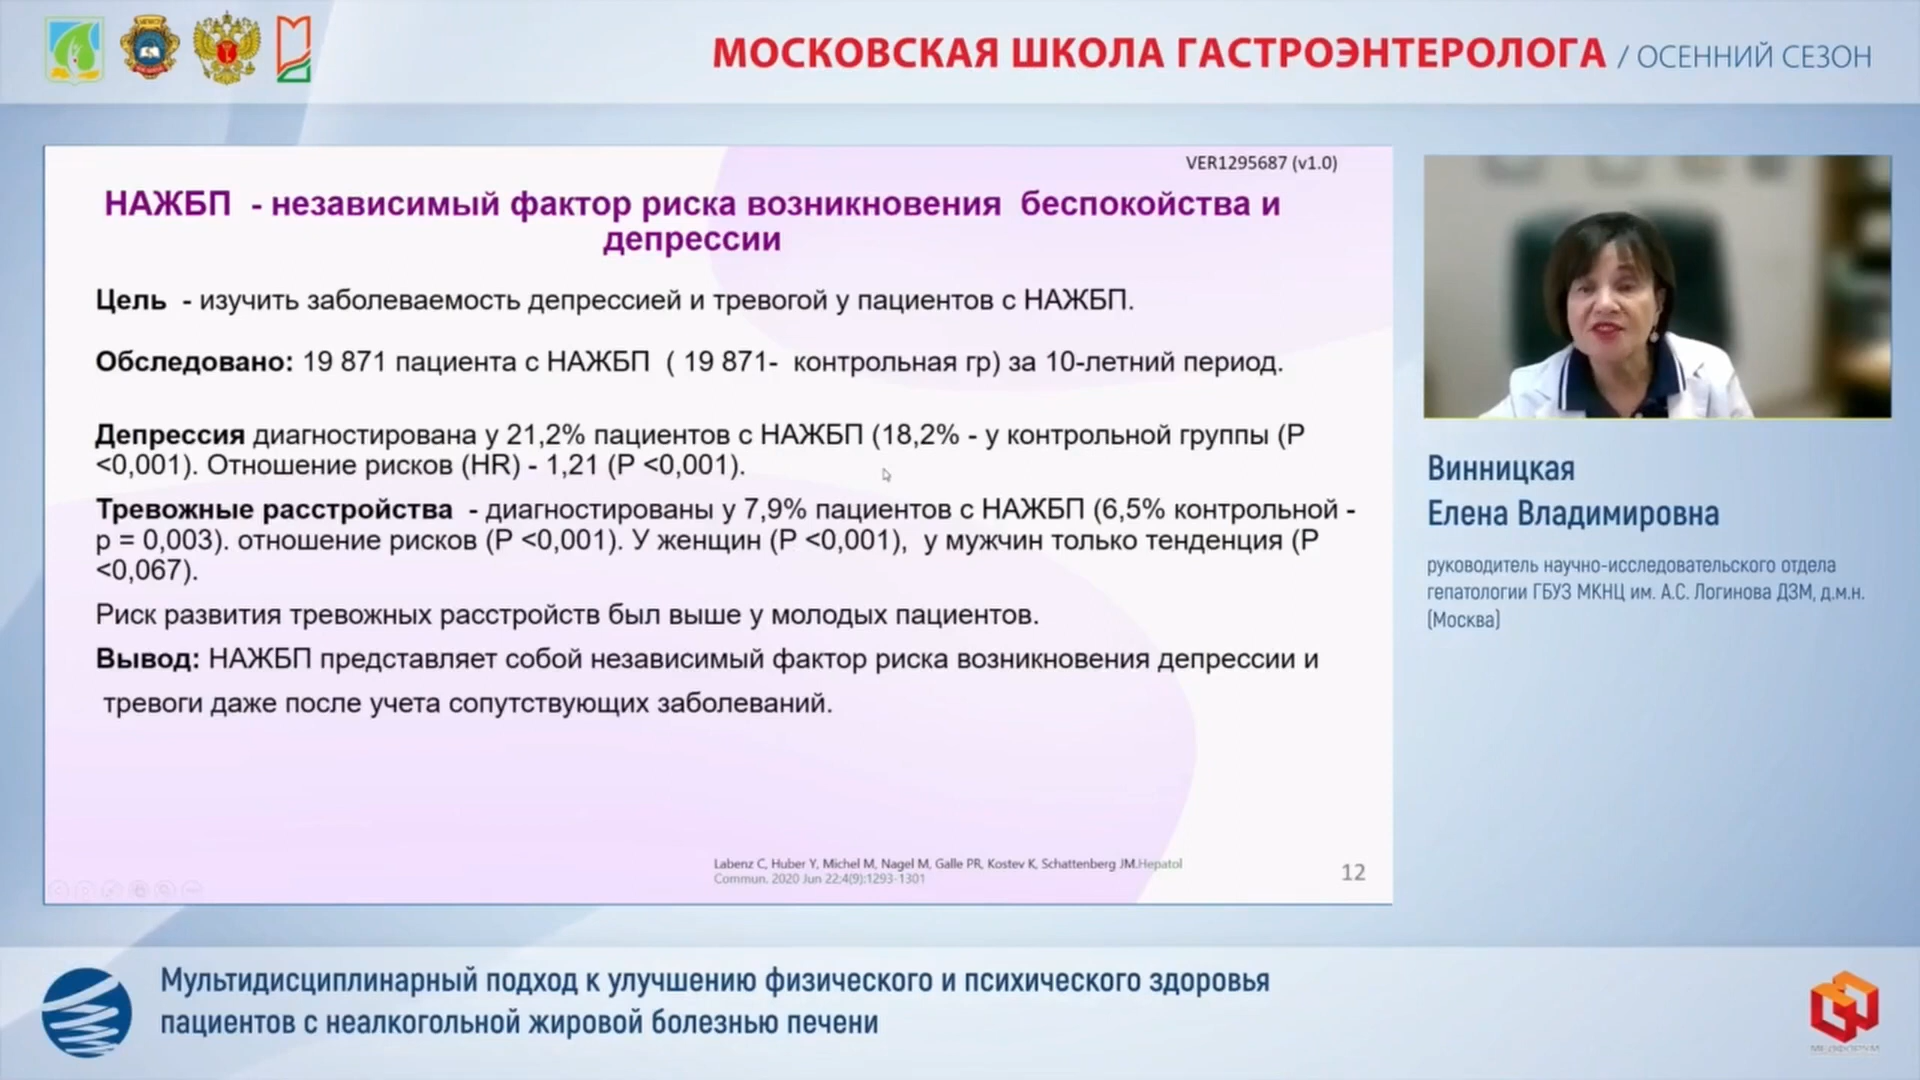 МОСКОВСКАЯ ШКОЛА ГАСТРОЭНТЕРОЛОГА / ОСЕННИЙ СЕЗОН
VER1295687 (v1.0)
НАЖБП - независимый фактор риска возникновения беспокойства и
депрессии
Цель - изучить заболеваемость депрессией и тревогой у пациентов с НАЖБП.
Обследовано: 19 871 пациента с НАЖБП ( 19 871- контрольная гр) за 10-летний период.
Депрессия диагностирована у 21,2% пациентов с НАЖБП (18,2% - у контрольной группы (P
<0,001). Отношение рисков (HR) - 1,21 (P <0,001).
Тревожные расстройства - диагностированы у 7,9% пациентов с НАЖБП (6,5% контрольной -
p = 0,003). отношение рисков (P <0,001). У женщин (P <0,001), у мужчин только тенденция (P
<0,067).
Риск развития тревожных расстройств был выше у молодых пациентов.
Вывод: НАЖБП представляет собой независимый фактор риска возникновения депрессии и
тревоги даже после учета сопутствующих заболеваний.
Labenz C, Huber Y, Michel M, Nagel M, Galle PR, Kostev K, Schattenberg JM.Hepatol
Commun. 2020 Jun 22;4(9):1293-1301
12
Винницкая
Елена Владимировна
руководитель научно-исследовательского отдела
гепатологии ГБУЗ МКНЦ им. А.С. Логинова ДЗМ, д.м.н.
(Москва)
Мультидисциплинарный подход к улучшению физического и психического здоровья
пациентов с неалкогольной жировой болезнью печени
МЕДФОРУМ